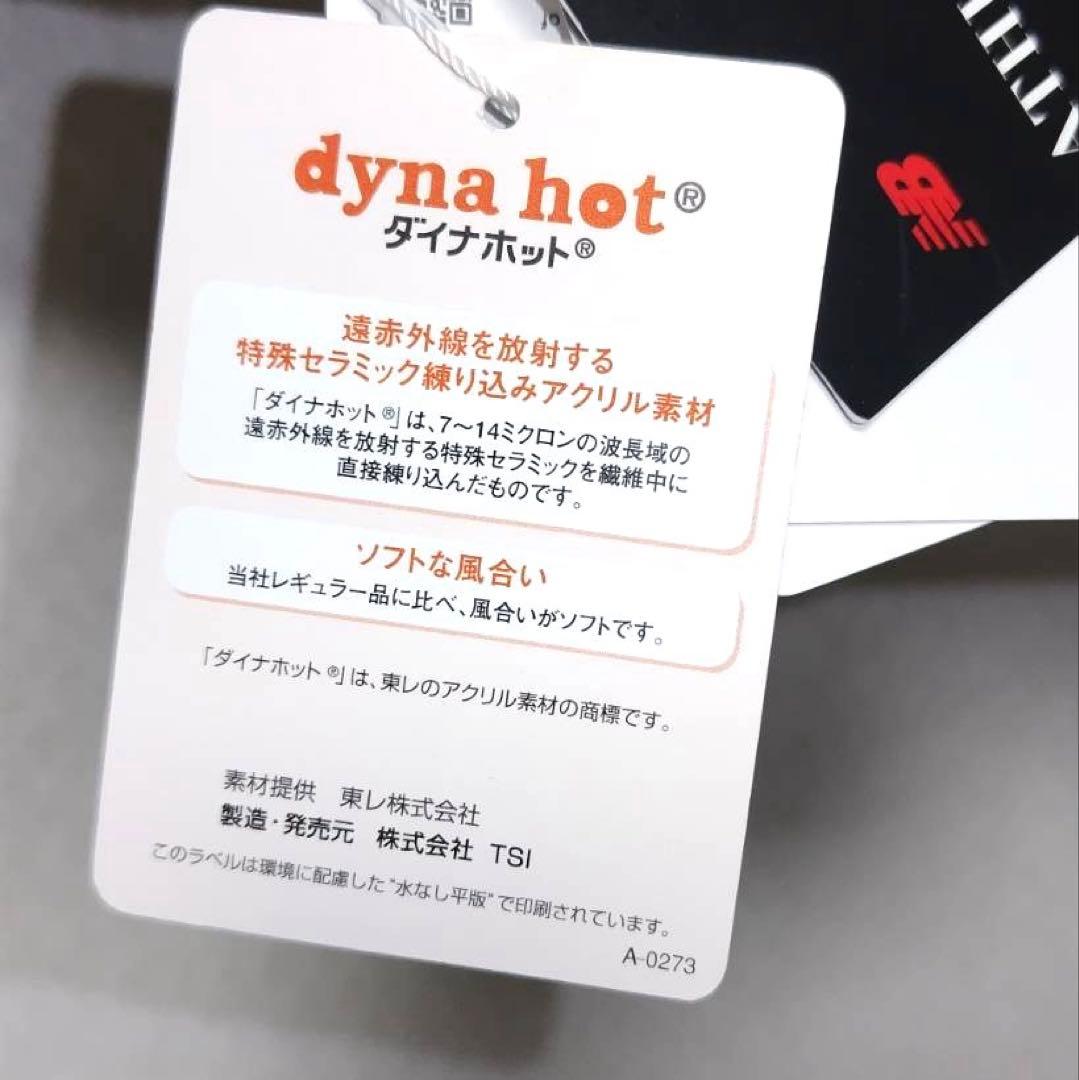 dyna hot®
ダイナホット®
遠赤外線を放射する
特殊セラミック練り込みアクリル素材
「ダイナホット®」は、7〜14ミクロンの波長域の
遠赤外線を放射する特殊セラミックを繊維中に
直接練り込んだものです。
ソフトな風合い
当社レギュラー品に比べ、風合いがソフトです。
「ダイナホット®」は、東レのアクリル素材の商標です。
素材提供　東レ株式会社
製造・発売元　株式会社 TSI
このラベルは環境に配慮した"水なし平版"で印刷されています。
A-0273